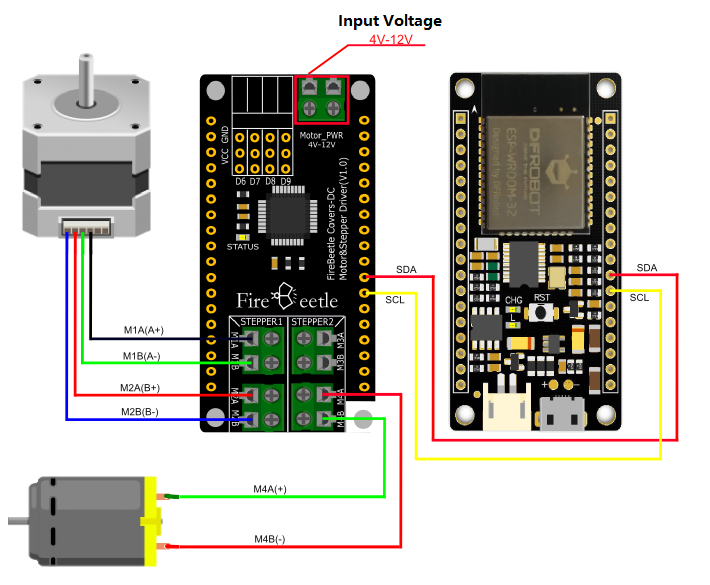 Input Voltage
4V-12V
Motor_PWR
4V-12V
VCC GND
D6 D7 D8 D9
STATUS
FireBeetle Covers-DC
Motor&Stepper Driver(V1.0)
SDA
SCL
FireBeetle
STEPPER1 STEPPER2
M1A
M1B
M2A
M2B
M3A
M3B
M4A
M4B
M1A(A+)
M1B(A-)
M2A(B+)
M2B(B-)
M4A(+)
M4B(-)
DFROBOT
ESP-WROOM-32
CHG
L
RST
SDA
SCL
+ -